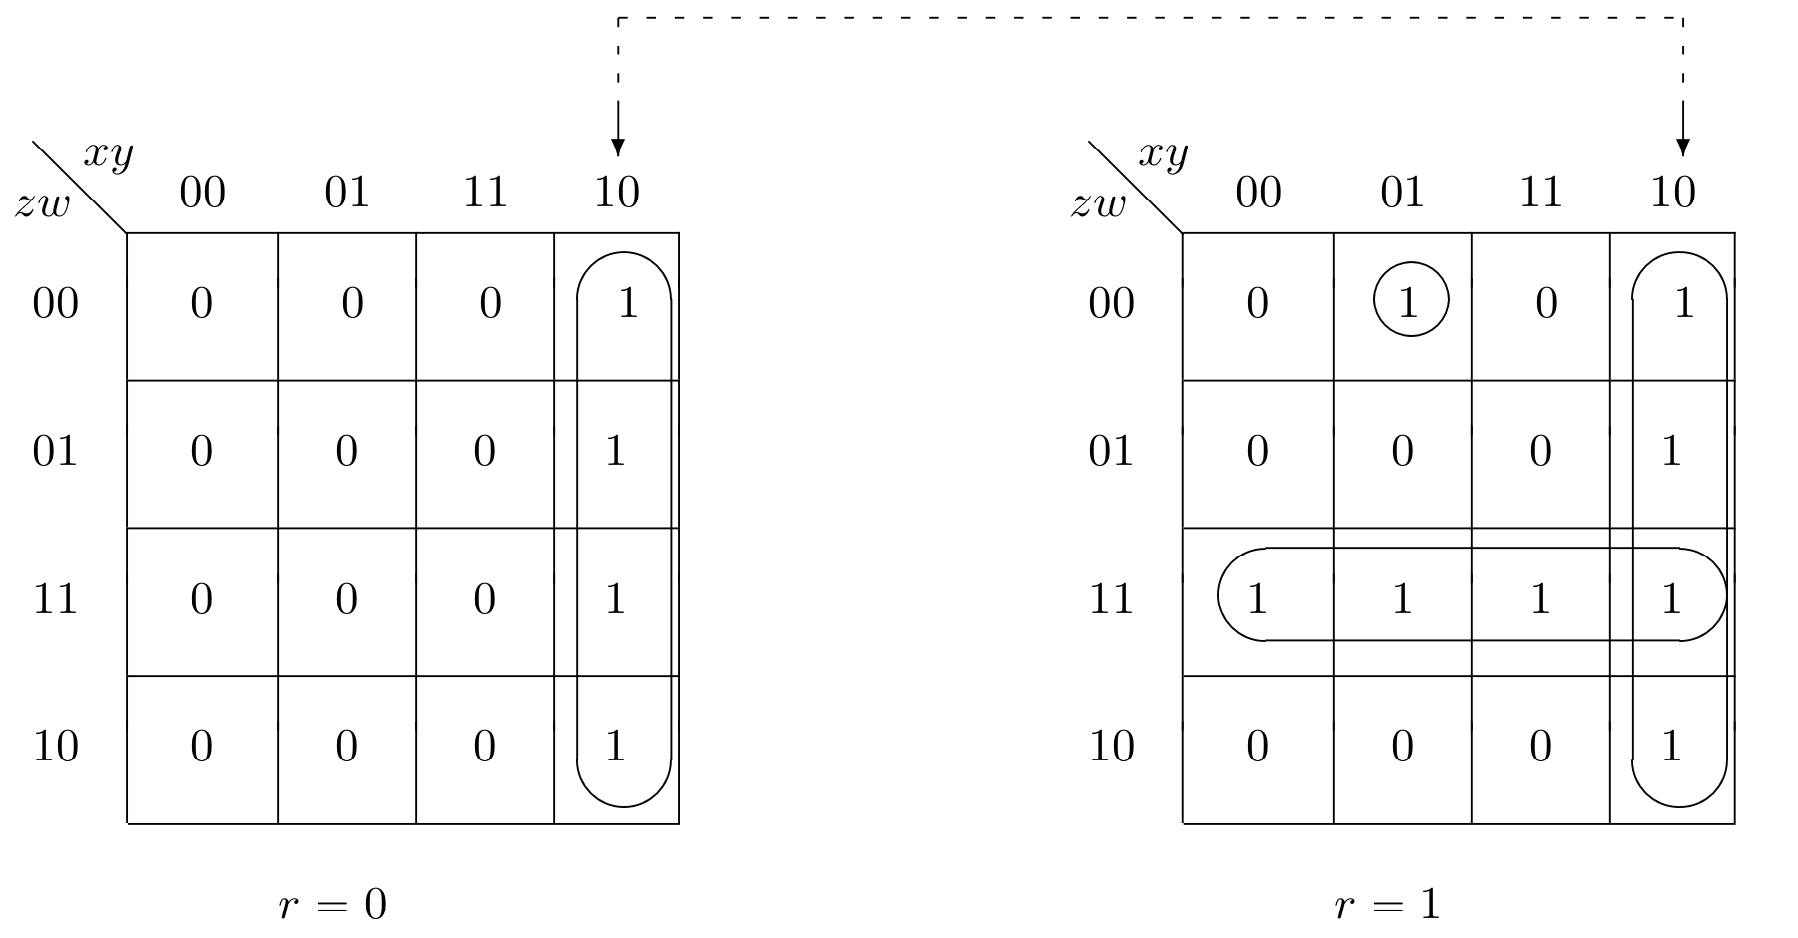 xy xy
zw 00 01 11 10 zw 00 01 11 10
00 0 0 0 1 00 0 1 0 1
01 0 0 0 1 01 0 0 0 1
11 0 0 0 1 11 1 1 1 1
10 0 0 0 1 10 0 0 0 1
r = 0 r = 1